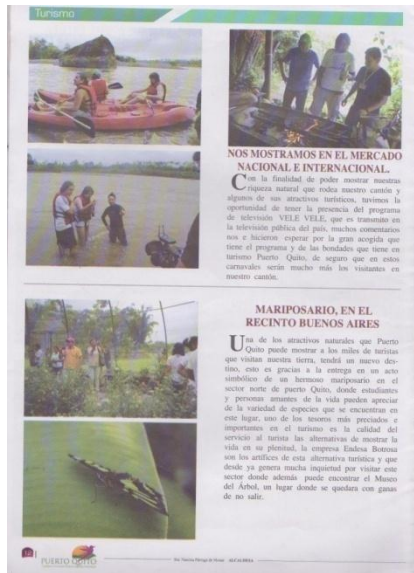 Turismo
NOS MOSTRAMOS EN EL MERCADO
NACIONAL E INTERNACIONAL.
Con la finalidad de poder mostrar nuestras
riqueza natural que rodea nuestro cantón y
algunos de sus atractivos turísticos, tuvimos la
oportunidad de tener la presencia del programa
de televisión VELE VELE, que es transmitido en
la televisión pública del país, muchos comentarios
nos e hicieron esperar por la gran acogida que
tiene el programa y de las bondades que tiene en
turismo Puerto Quito, de seguro que en estos
carnavales serán mucho más los visitantes en
nuestro cantón.
MARIPOSARIO, EN EL
RECINTO BUENOS AIRES
Una de los atractivos naturales que Puerto
Quito puede mostrar a los miles de turistas
que visitan nuestra tierra, tendrá un nuevo des-
tino, esto es gracias a la entrega en un acto
simbólico de un hermoso mariposario en el
sector norte de puerto Quito, donde estudiantes
y personas amantes de la vida pueden apreciar
de la variedad de especies que se encuentran en
este lugar, uno de los tesoros más preciados e
importantes en el turismo es la calidad del
servicio al turista las alternativas de mostrar la
vida en su plenitud, la empresa Endesa Botrosa
son los artífices de esta alternativa turística y que
desde ya genera mucha inquietud por visitar este
sector donde además puede encontrar el Museo
del Árbol, un lugar donde se quedara con ganas
de no salir.
PUERTO QUITO